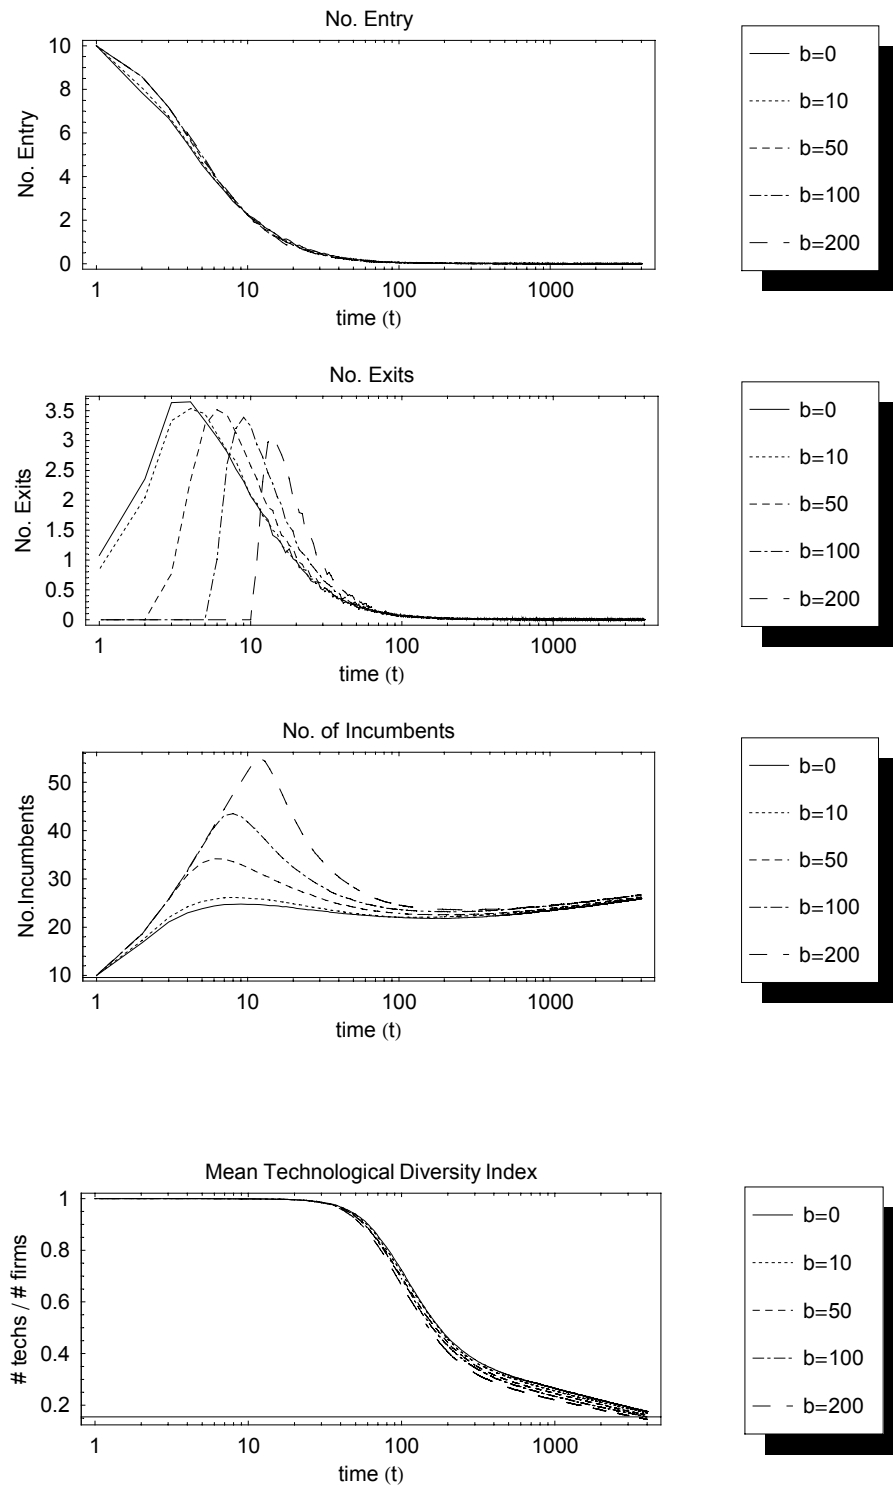 No. Entry
10
8
6
4
2
0
No. Entry
1 10 100 1000
time (t)
b=0
b=10
b=50
b=100
b=200
No. Exits
3.5
3
2.5
2
1.5
1
0.5
0
No. Exits
1 10 100 1000
time (t)
b=0
b=10
b=50
b=100
b=200
No. of Incumbents
50
40
30
20
10
No.Incumbents
1 10 100 1000
time (t)
b=0
b=10
b=50
b=100
b=200
Mean Technological Diversity Index
1
0.8
0.6
0.4
0.2
# techs / # firms
1 10 100 1000
time (t)
b=0
b=10
b=50
b=100
b=200